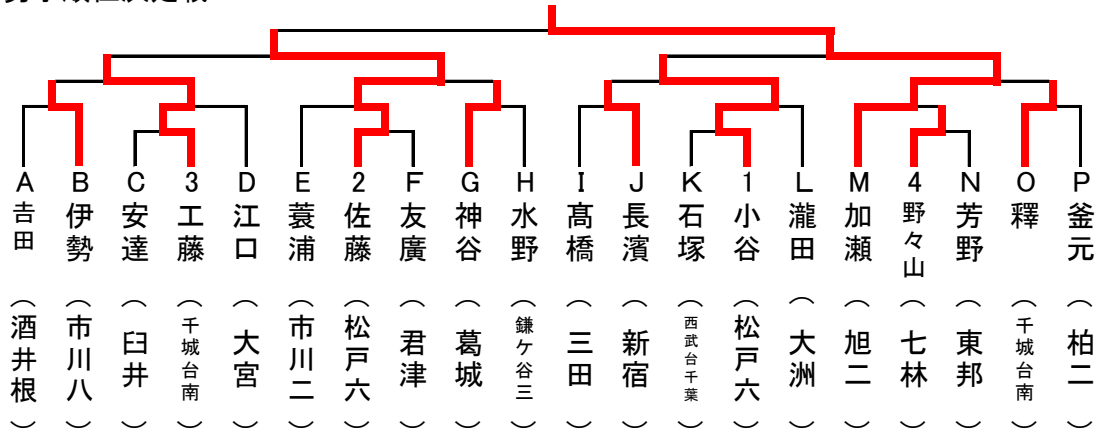 A 吉田 （酒井根）
B 伊勢 （市川八）
C 安達 （臼井）
3 工藤 （千城台南）
D 江口 （大宮）
E 蓑浦 （市川二）
2 佐藤 （松戸六）
F 友廣 （君津）
G 神谷 （葛城）
H 水野 （鎌ケ谷三）
I 髙橋 （三田）
J 長濱 （新宿）
K 石塚 （西武台千葉）
1 小谷 （松戸六）
L 瀧田 （大洲）
M 加瀬 （旭二）
4 野々山 （七林）
N 芳野 （東邦）
O 釋 （千城台南）
P 釜元 （柏二）